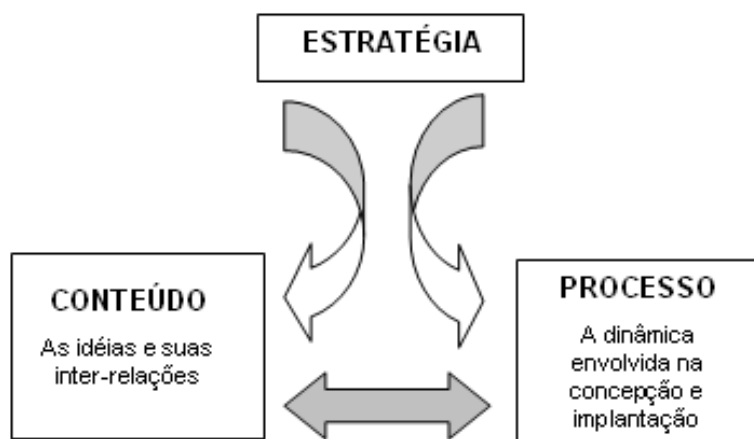 ESTRATÉGIA
CONTEÚDO
As idéias e suas
inter-relações
PROCESSO
A dinâmica
envolvida na
concepção e
implantação